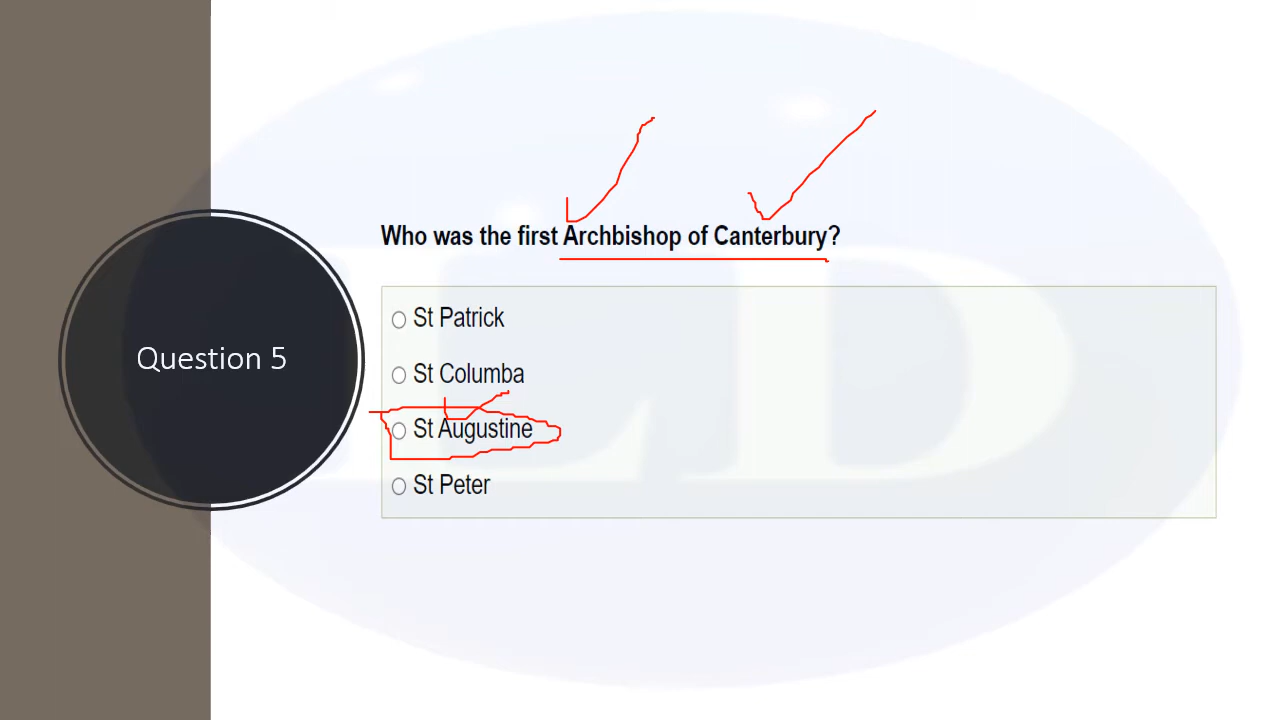 Who was the first Archbishop of Canterbury?
Question 5
St Patrick
St Columba
St Augustine
St Peter